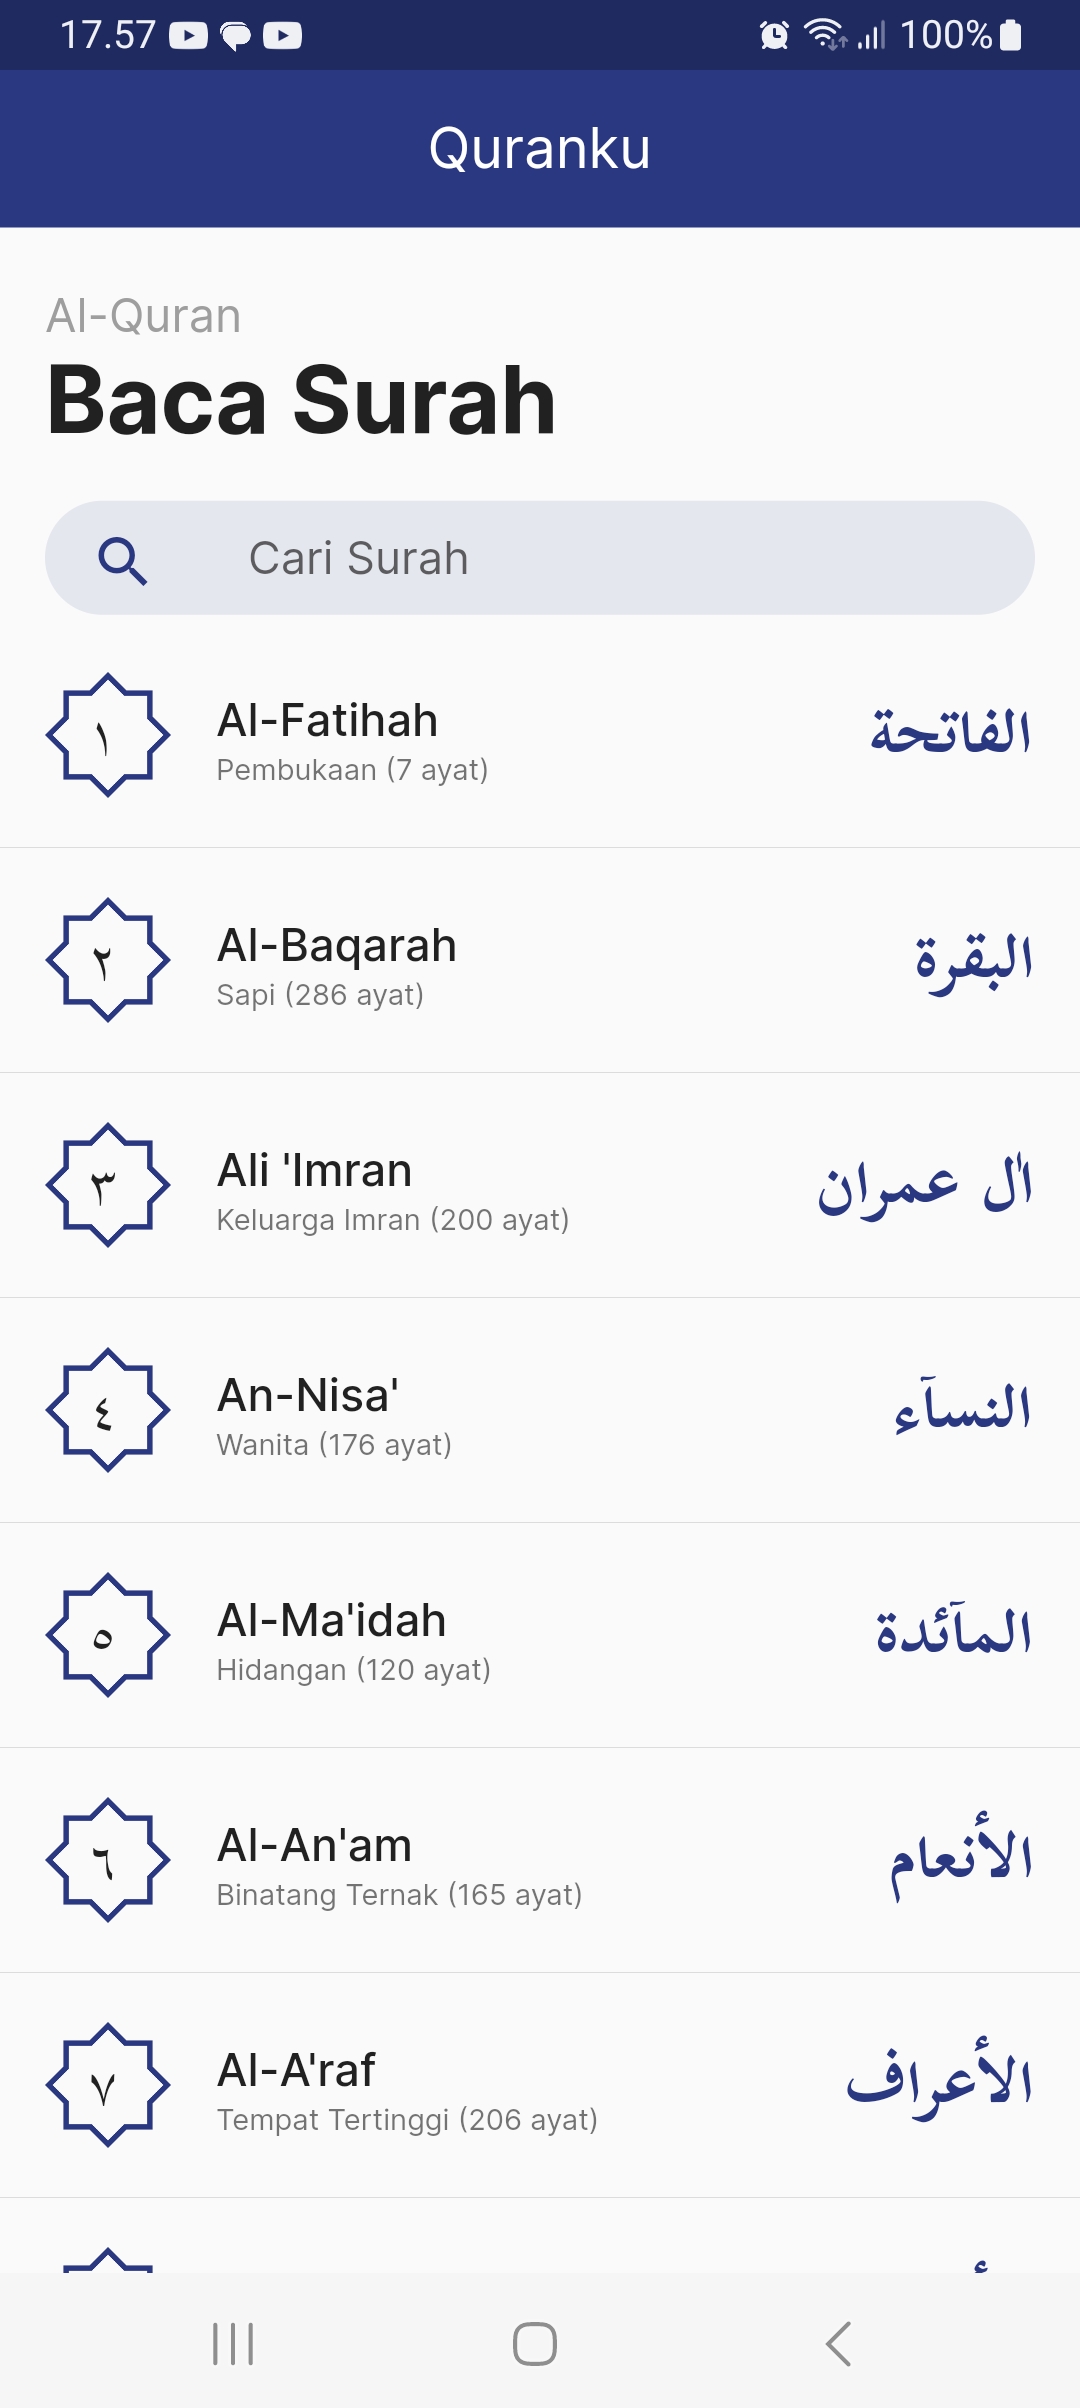 17.57 100%
Quranku
Al-Quran
Baca Surah
Cari Surah
١ Al-Fatihah الفاتحة
Pembukaan (7 ayat)
٢ Al-Baqarah البقرة
Sapi (286 ayat)
٣ Ali 'Imran اٰل عمران
Keluarga Imran (200 ayat)
٤ An-Nisa' النسآء
Wanita (176 ayat)
٥ Al-Ma'idah المآئدة
Hidangan (120 ayat)
٦ Al-An'am الأنعام
Binatang Ternak (165 ayat)
٧ Al-A'raf الأعراف
Tempat Tertinggi (206 ayat)